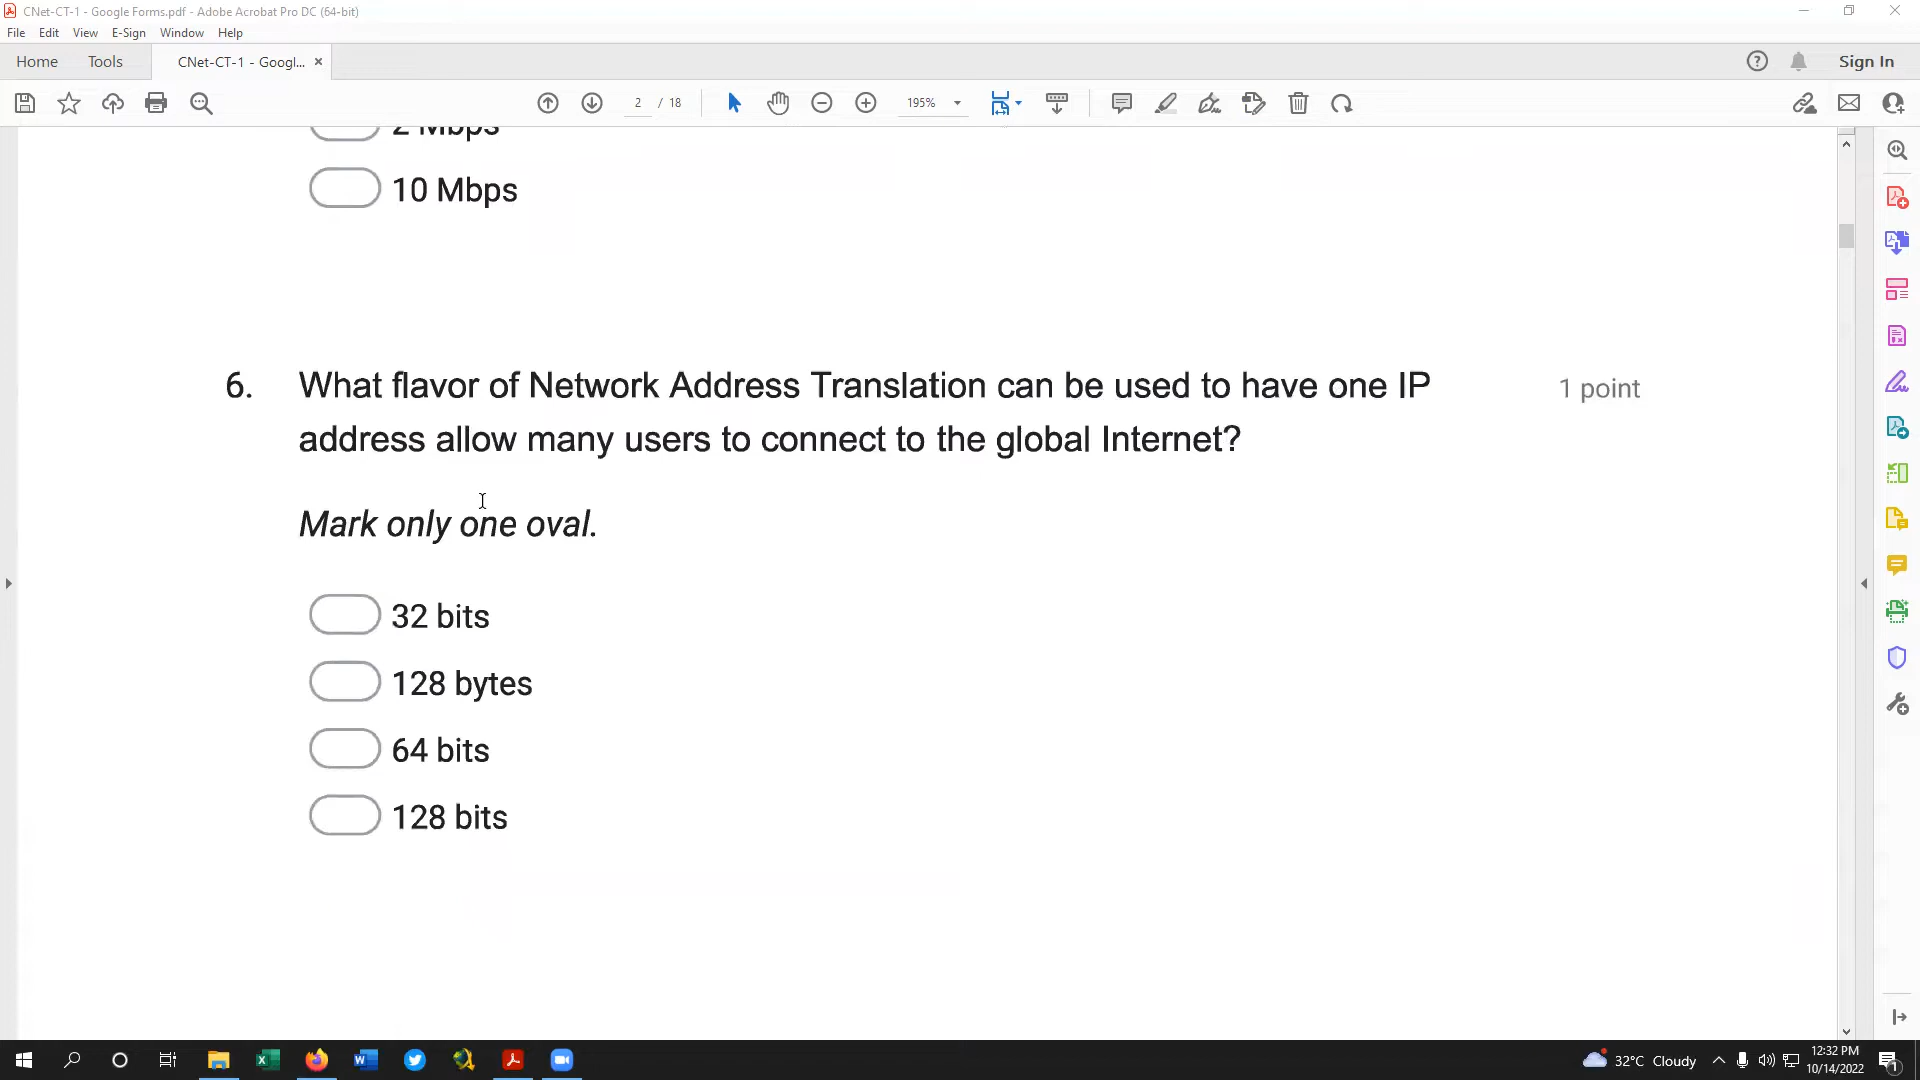 CNet-CT-1 - Google Forms.pdf - Adobe Acrobat Pro DC (64-bit)
File Edit View E-Sign Window Help
Home Tools CNet-CT-1 - Googl... × Sign In
2 / 18 195%
2 Mbps
10 Mbps
6. What flavor of Network Address Translation can be used to have one IP 1 point
address allow many users to connect to the global Internet?
Mark only one oval.
32 bits
128 bytes
64 bits
128 bits
32°C Cloudy 12:32 PM
10/14/2022
1